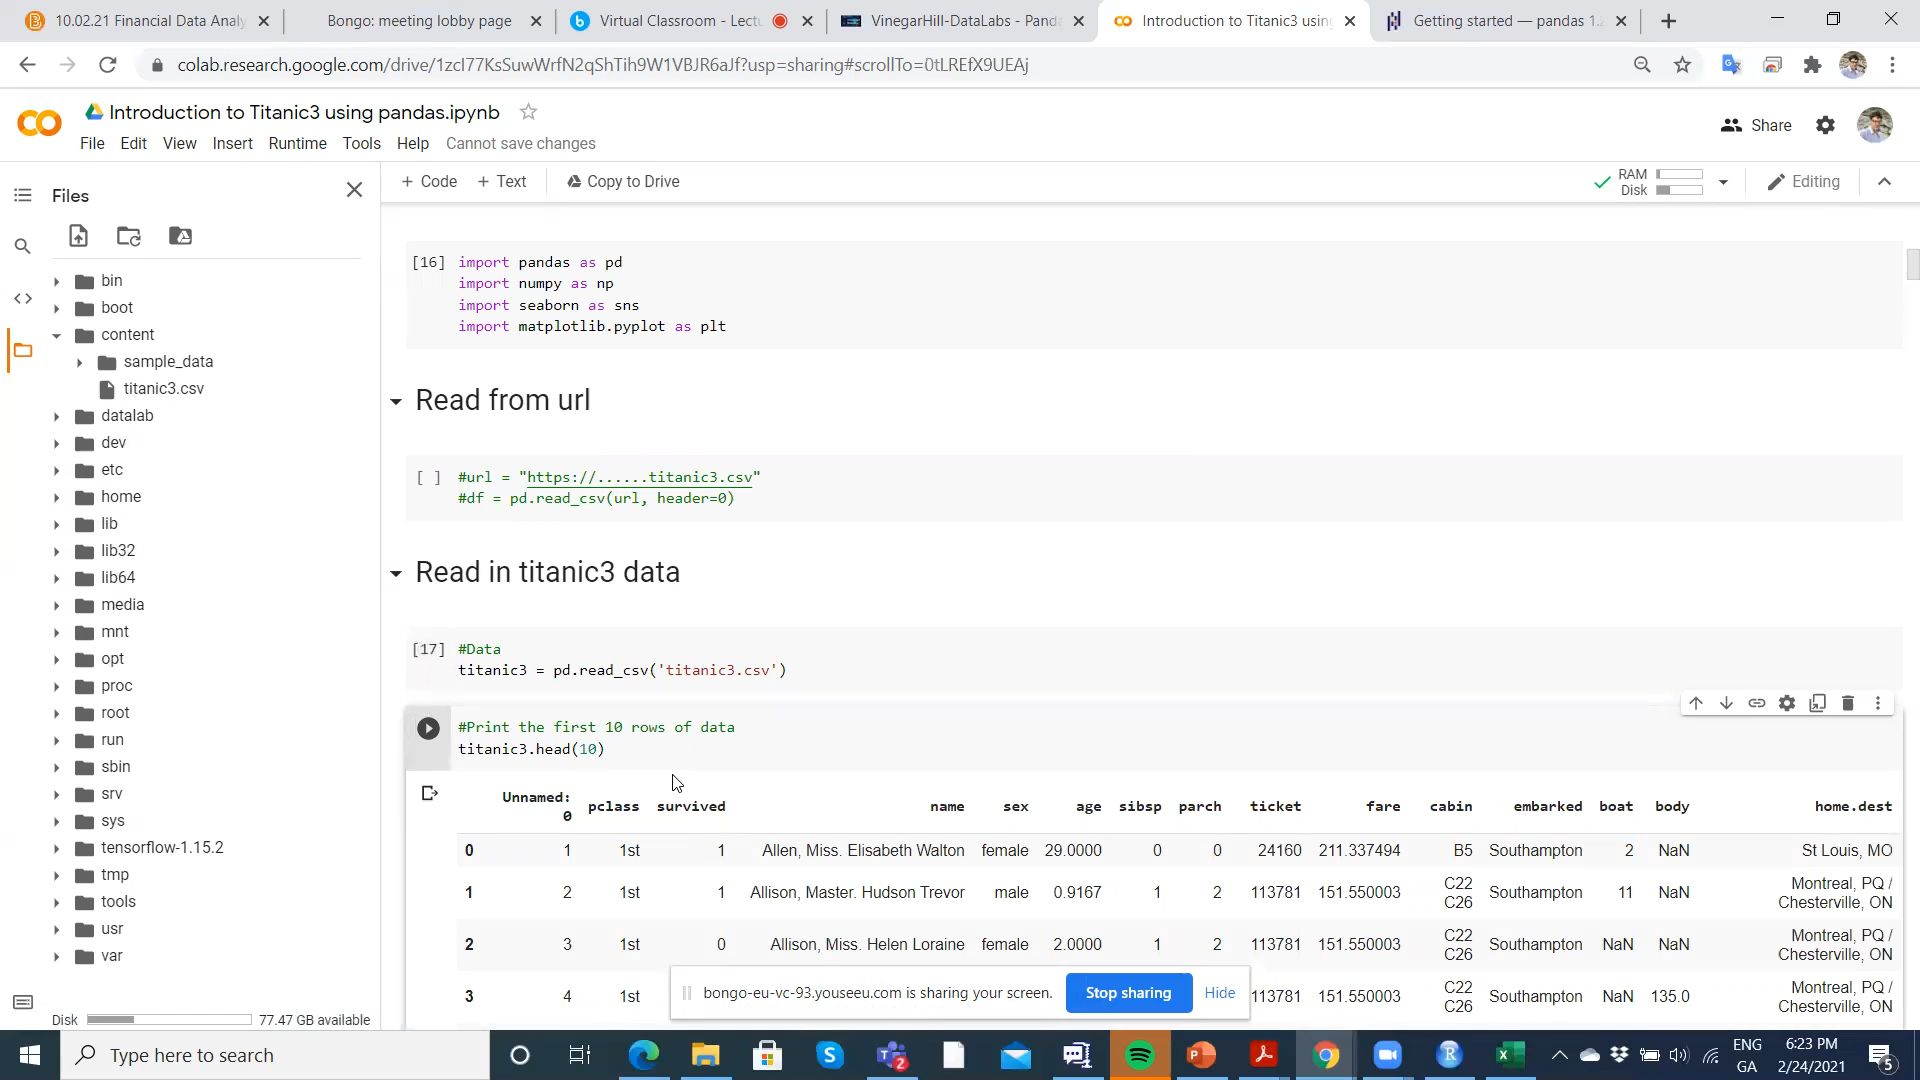 10.02.21 Financial Data Analy
Bongo: meeting lobby page
Virtual Classroom - Lectu
VinegarHill-DataLabs - Panda
Introduction to Titanic3 using
Getting started — pandas 1.2
colab.research.google.com/drive/1zcI77KsSuwWrfN2qShTih9W1VBJR6aJf?usp=sharing#scrollTo=0tLREfX9UEAj
Introduction to Titanic3 using pandas.ipynb
File Edit View Insert Runtime Tools Help Cannot save changes
Share
Files
+ Code + Text Copy to Drive
RAM
Disk
Editing
bin
boot
content
sample_data
titanic3.csv
datalab
dev
etc
home
lib
lib32
lib64
media
mnt
opt
proc
root
run
sbin
srv
sys
tensorflow-1.15.2
tmp
tools
usr
var
Disk 77.47 GB available
[16] import pandas as pd
import numpy as np
import seaborn as sns
import matplotlib.pyplot as plt
Read from url
[ ] #url = "https://......titanic3.csv"
#df = pd.read_csv(url, header=0)
Read in titanic3 data
[17] #Data
titanic3 = pd.read_csv('titanic3.csv')
#Print the first 10 rows of data
titanic3.head(10)
Unnamed: 0 pclass survived name sex age sibsp parch ticket fare cabin embarked boat body home.dest
0 1 1st 1 Allen, Miss. Elisabeth Walton female 29.0000 0 0 24160 211.337494 B5 Southampton 2 NaN St Louis, MO
1 2 1st 1 Allison, Master. Hudson Trevor male 0.9167 1 2 113781 151.550003 C22 C26 Southampton 11 NaN Montreal, PQ / Chesterville, ON
2 3 1st 0 Allison, Miss. Helen Loraine female 2.0000 1 2 113781 151.550003 C22 C26 Southampton NaN NaN Montreal, PQ / Chesterville, ON
3 4 1st 113781 151.550003 C22 C26 Southampton NaN 135.0 Montreal, PQ / Chesterville, ON
bongo-eu-vc-93.youseeu.com is sharing your screen. Stop sharing Hide
Type here to search
2
ENG
GA
6:23 PM
2/24/2021
5